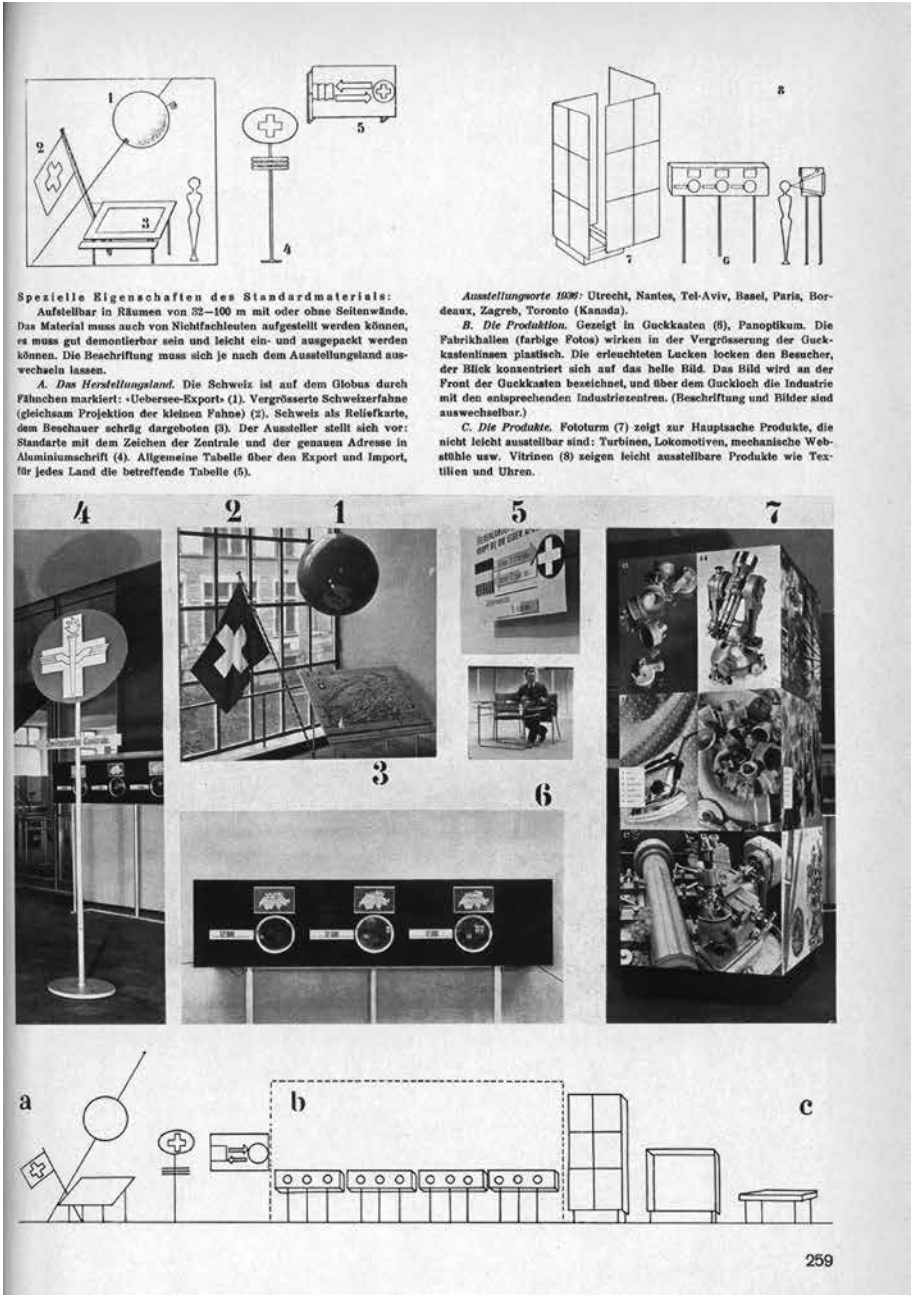 1
2
3
4
5
6
7
8
Spezielle Eigenschaften des Standardmaterials:
Aufstellbar in Räumen von 32—100 m mit oder ohne Seitenwände.
Das Material muss auch von Nichtfachleuten aufgestellt werden können,
es muss gut demontierbar sein und leicht ein- und ausgepackt werden
können. Die Beschriftung muss sich je nach dem Ausstellungsland aus-
wechseln lassen.
A. Das Herstellungsland. Die Schweiz ist auf dem Globus durch
Fähnchen markiert: «Uebersee-Export» (1). Vergrösserte Schweizerfahne
(gleichsam Projektion der kleinen Fahne) (2). Schweiz als Reliefkarte,
dem Beschauer schräg dargeboten (3). Der Aussteller stellt sich vor:
Standarte mit dem Zeichen der Zentrale und der genauen Adresse in
Aluminiumschrift (4). Allgemeine Tabelle über den Export und Import,
für jedes Land die betreffende Tabelle (5).
Ausstellungsorte 1936: Utrecht, Nantes, Tel-Aviv, Basel, Paris, Bor-
deaux, Zagreb, Toronto (Kanada).
B. Die Produktion. Gezeigt in Guckkasten (6), Panoptikum. Die
Fabrikhallen (farbige Fotos) wirken in der Vergrösserung der Guck-
kastenlinsen plastisch. Die erleuchteten Lucken locken den Besucher,
der Blick konzentriert sich auf das helle Bild. Das Bild wird an der
Front der Guckkasten bezeichnet, und über dem Guckloch die Industrie
mit den entsprechenden Industriezentren. (Beschriftung und Bilder sind
auswechselbar.)
C. Die Produkte. Fototurm (7) zeigt zur Hauptsache Produkte, die
nicht leicht ausstellbar sind: Turbinen, Lokomotiven, mechanische Web-
stühle usw. Vitrinen (8) zeigen leicht ausstellbare Produkte wie Tex-
tilien und Uhren.
4
2
1
5
7
3
6
13
14
a
b
c
259